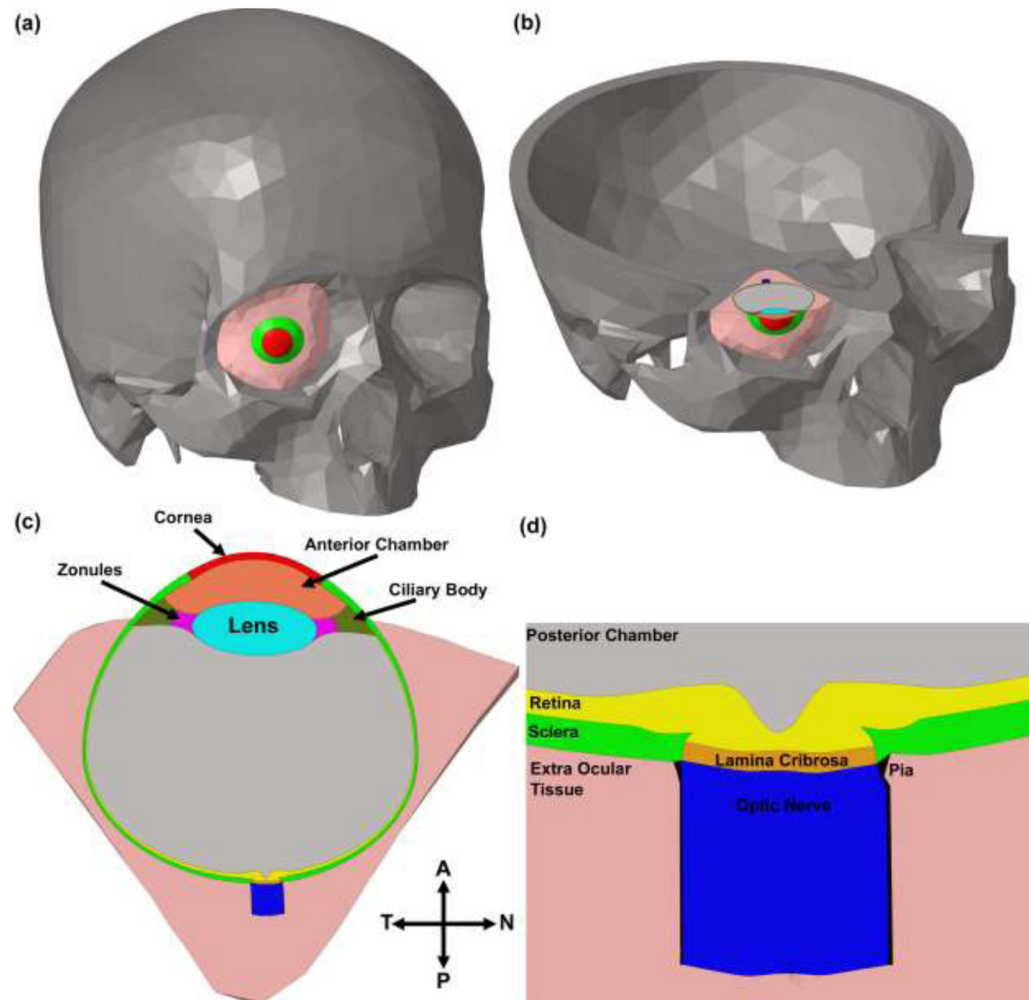 (a)
(b)
(c)
Cornea
Anterior Chamber
Zonules
Ciliary Body
Lens
A
T
N
P
(d)
Posterior Chamber
Retina
Sclera
Lamina Cribrosa
Extra Ocular
Tissue
Pia
Optic Nerve